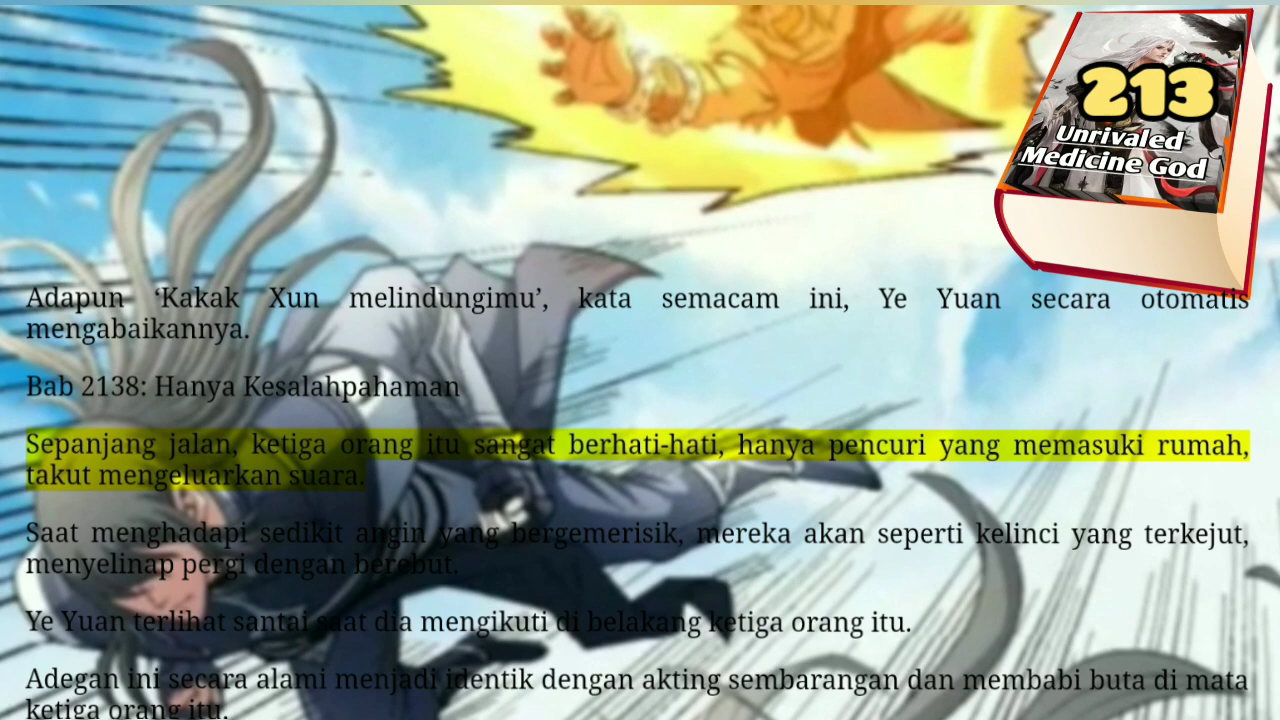 213
Unrivaled
Medicine God
Adapun ‘Kakak Xun melindungimu’, kata semacam ini, Ye Yuan secara otomatis
mengabaikannya.
Bab 2138: Hanya Kesalahpahaman
Sepanjang jalan, ketiga orang itu sangat berhati-hati, hanya pencuri yang memasuki rumah,
takut mengeluarkan suara.
Saat menghadapi sedikit angin yang bergemerisik, mereka akan seperti kelinci yang terkejut,
menyelinap pergi dengan berebut.
Ye Yuan terlihat santai saat dia mengikuti di belakang ketiga orang itu.
Adegan ini secara alami menjadi identik dengan akting sembarangan dan membabi buta di mata
ketiga orang itu.